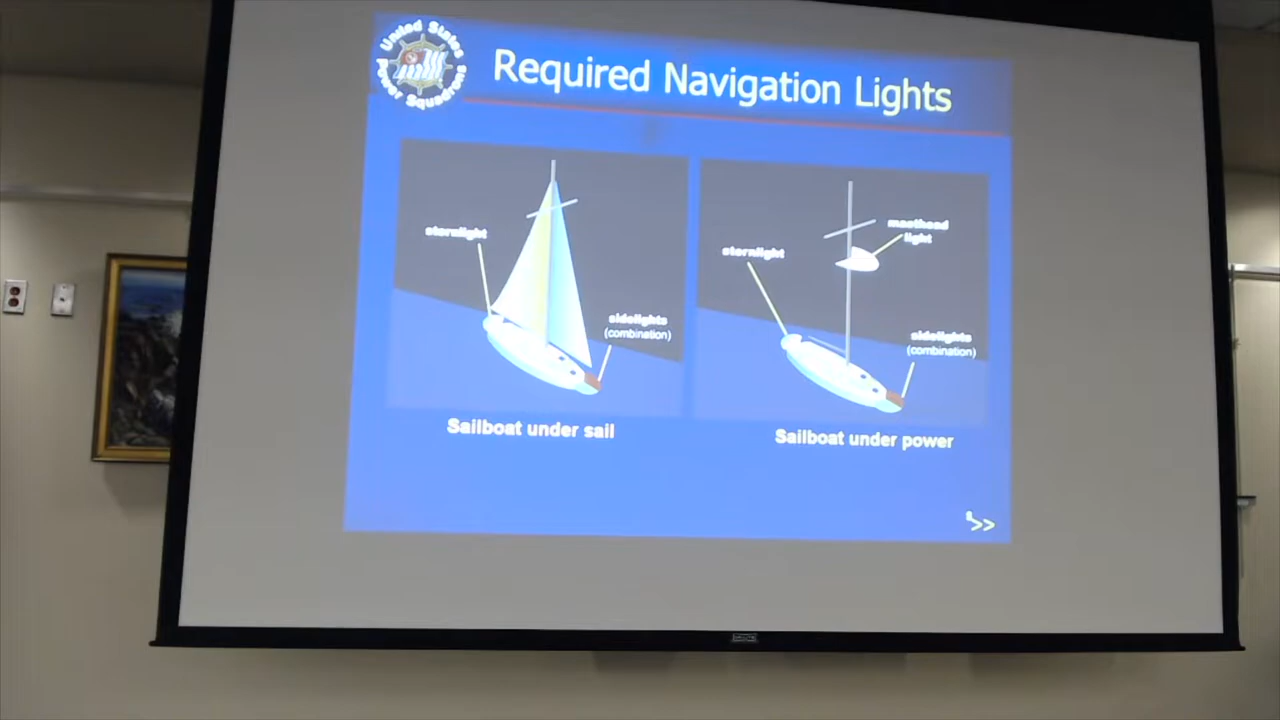 United States
Power Squadrons
Required Navigation Lights
sternlight
sidelights
(combination)
Sailboat under sail
masthead
light
sternlight
sidelights
(combination)
Sailboat under power
>>